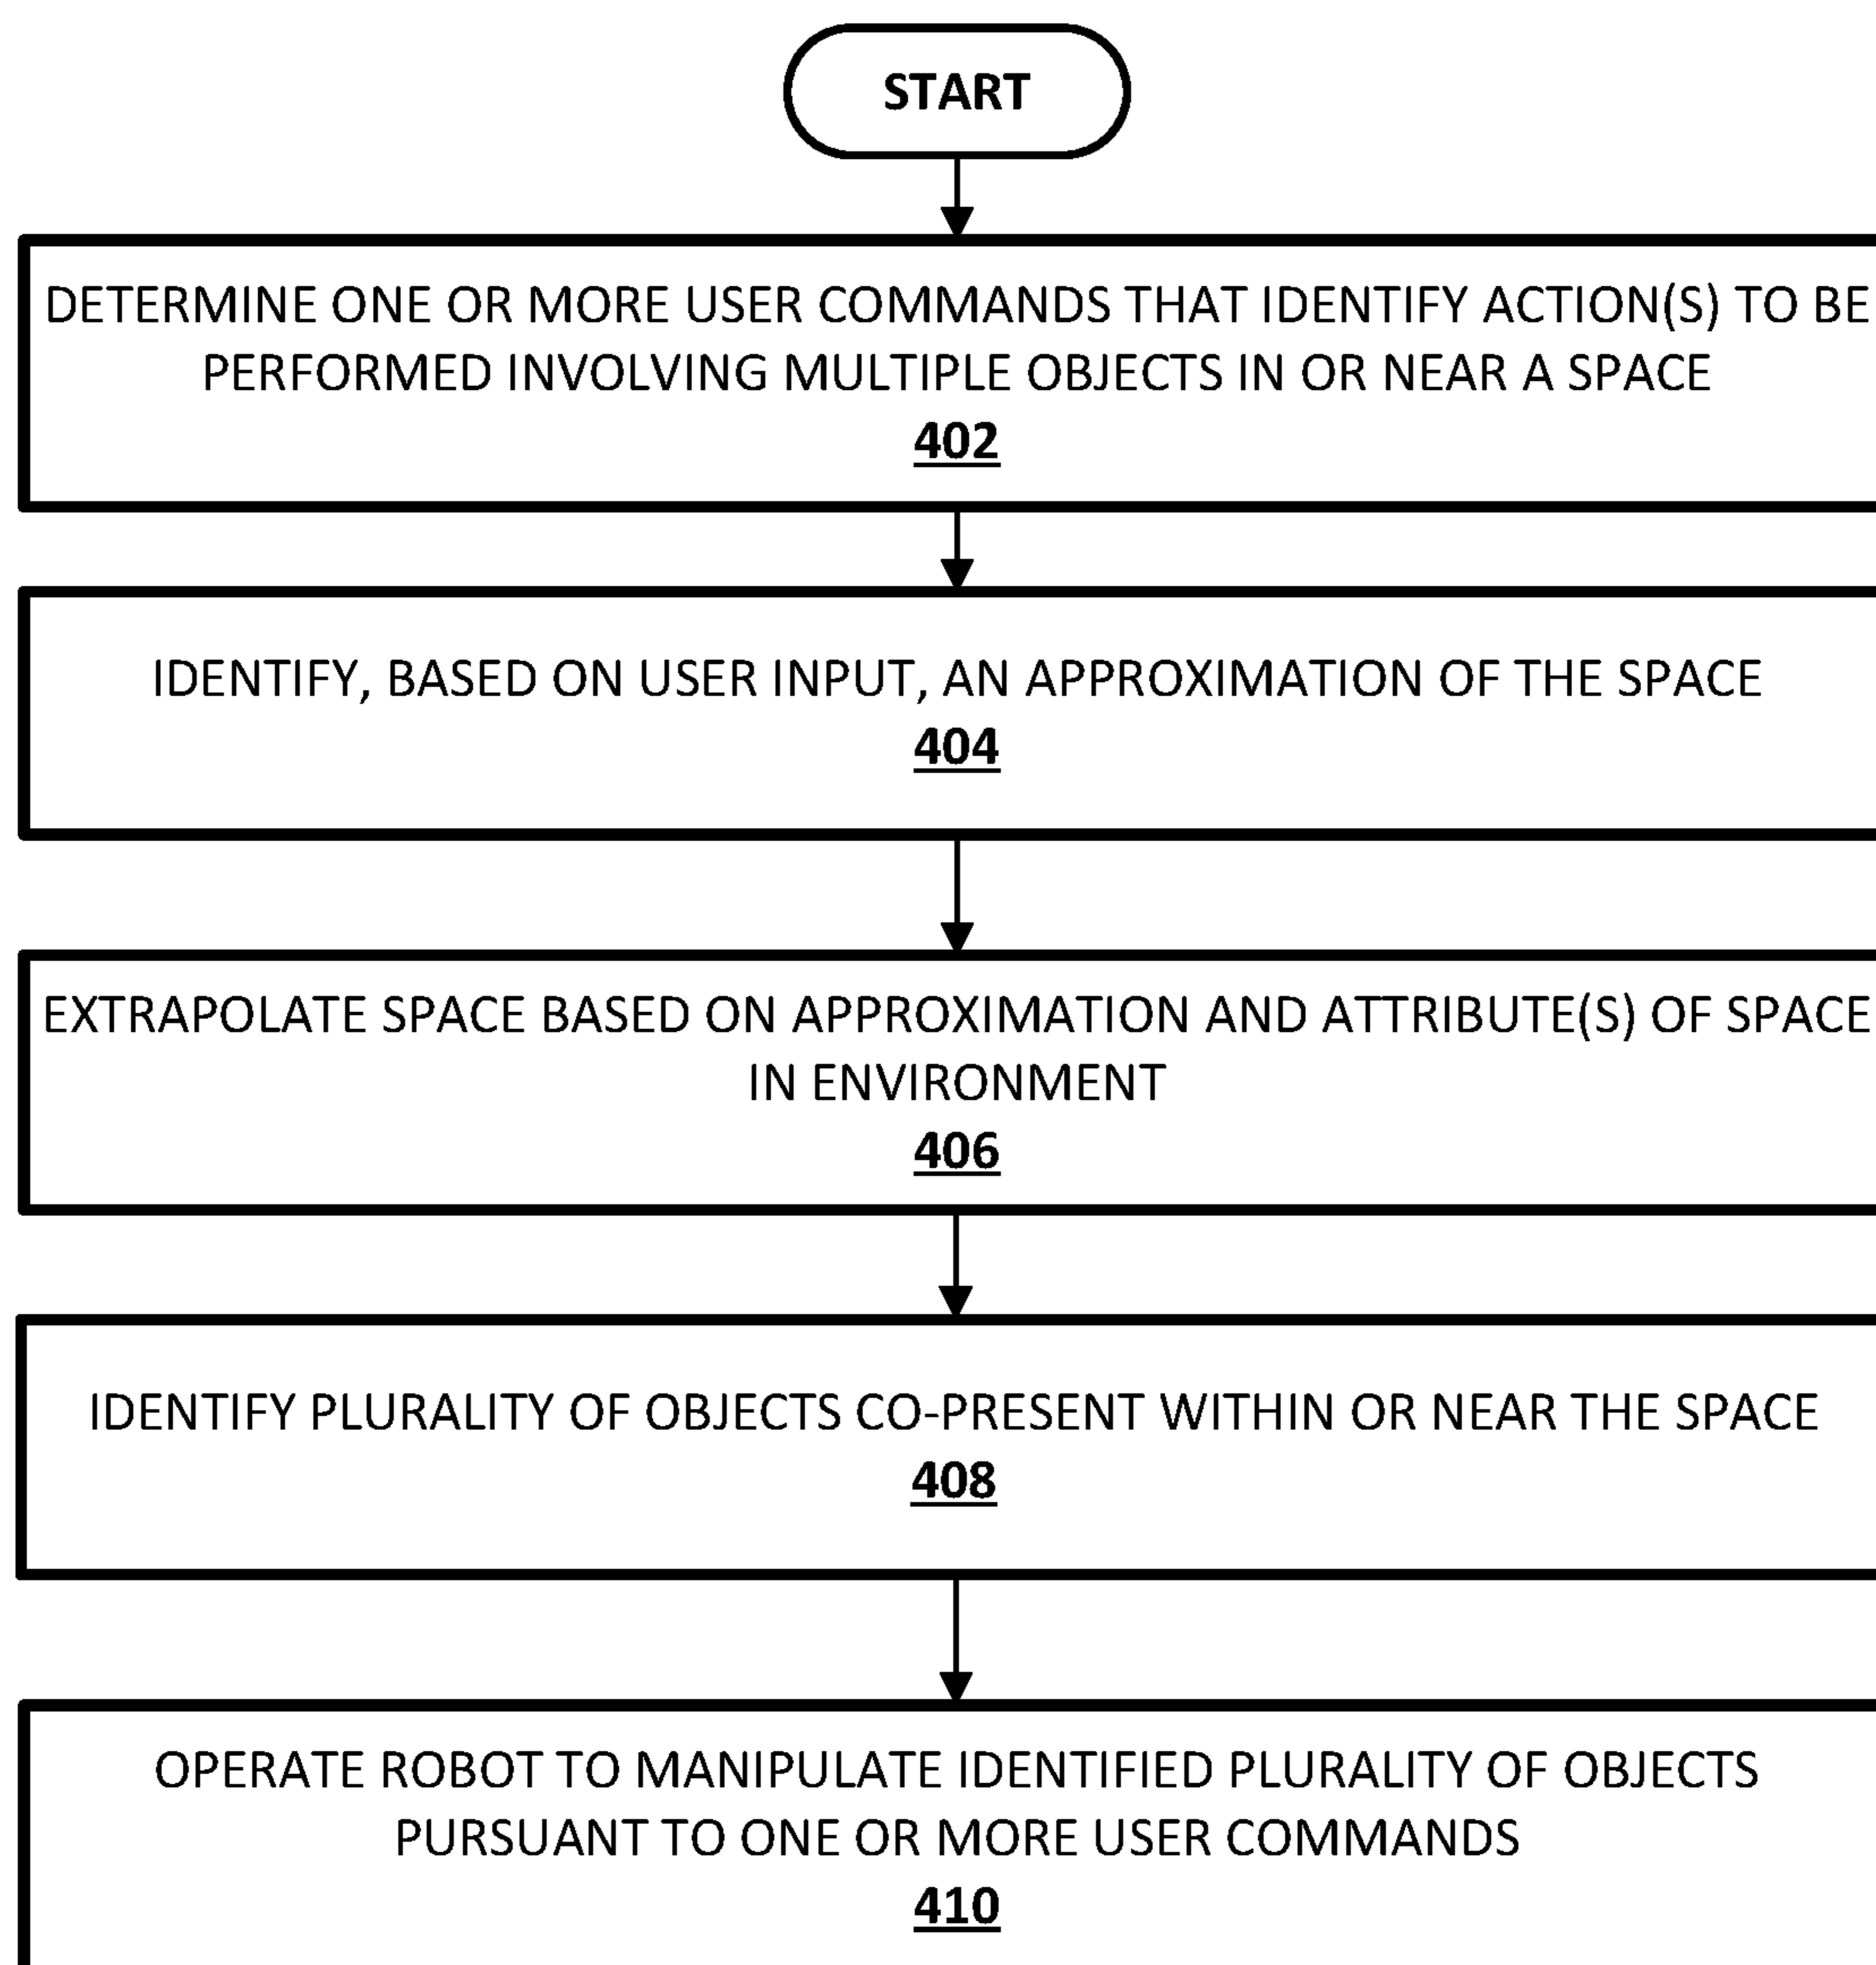 START
DETERMINE ONE OR MORE USER COMMANDS THAT IDENTIFY ACTION(S) TO BE
PERFORMED INVOLVING MULTIPLE OBJECTS IN OR NEAR A SPACE
402
IDENTIFY, BASED ON USER INPUT, AN APPROXIMATION OF THE SPACE
404
EXTRAPOLATE SPACE BASED ON APPROXIMATION AND ATTRIBUTE(S) OF SPACE
IN ENVIRONMENT
406
IDENTIFY PLURALITY OF OBJECTS CO-PRESENT WITHIN OR NEAR THE SPACE
408
OPERATE ROBOT TO MANIPULATE IDENTIFIED PLURALITY OF OBJECTS
PURSUANT TO ONE OR MORE USER COMMANDS
410